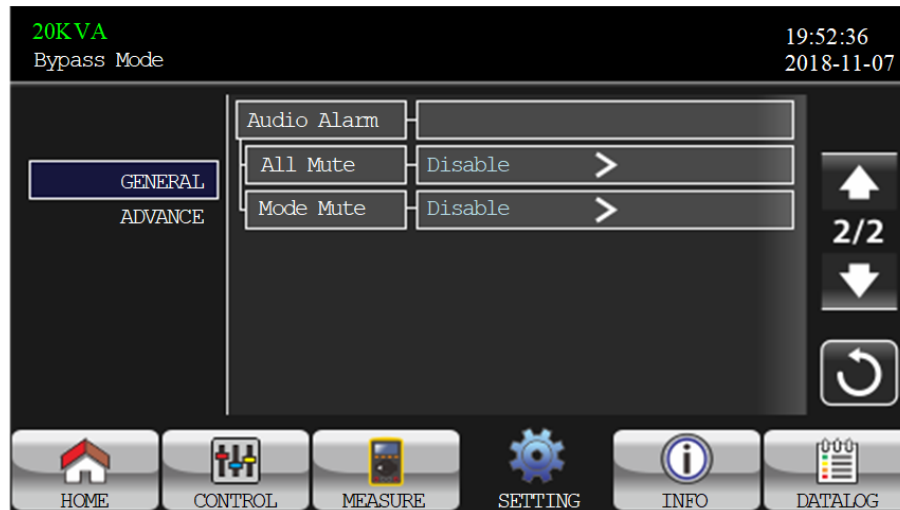 20KVA
Bypass Mode
19:52:36
2018-11-07
GENERAL
ADVANCE
Audio Alarm
All Mute Disable
Mode Mute Disable
2/2
HOME CONTROL MEASURE SETTING INFO DATALOG